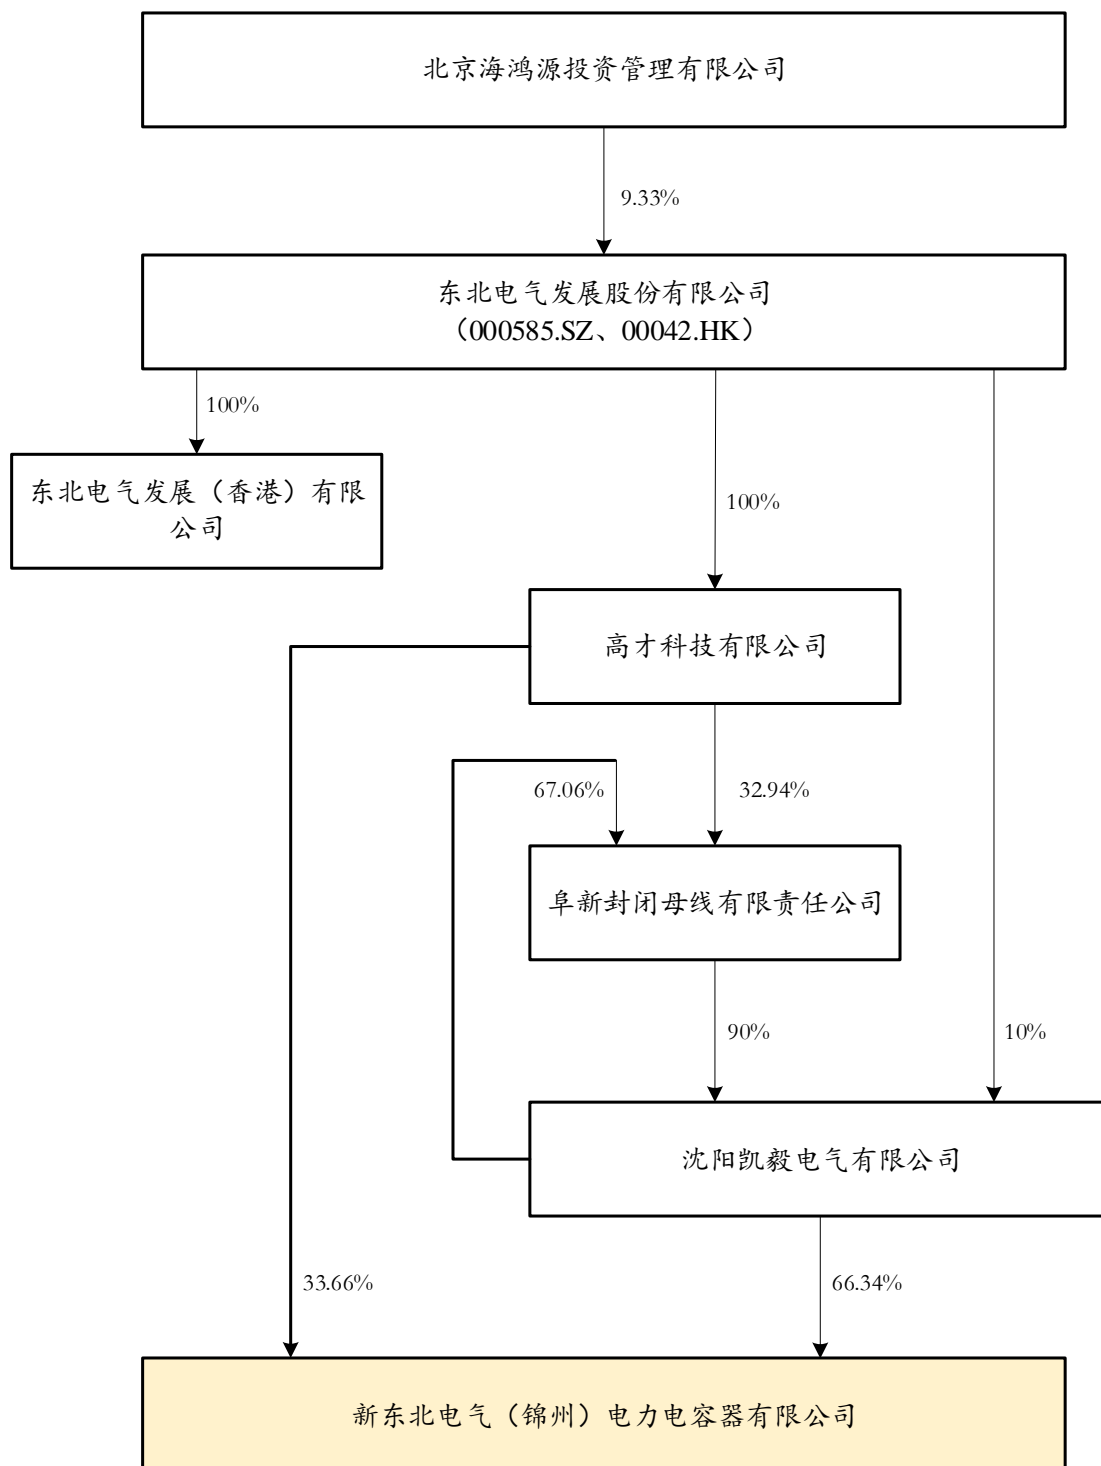 北京海鸿源投资管理有限公司
9.33%
东北电气发展股份有限公司
（000585.SZ、00042.HK）
100%
东北电气发展（香港）有限
公司
100%
高才科技有限公司
67.06%
32.94%
阜新封闭母线有限责任公司
90%
10%
沈阳凯毅电气有限公司
33.66%
66.34%
新东北电气（锦州）电力电容器有限公司